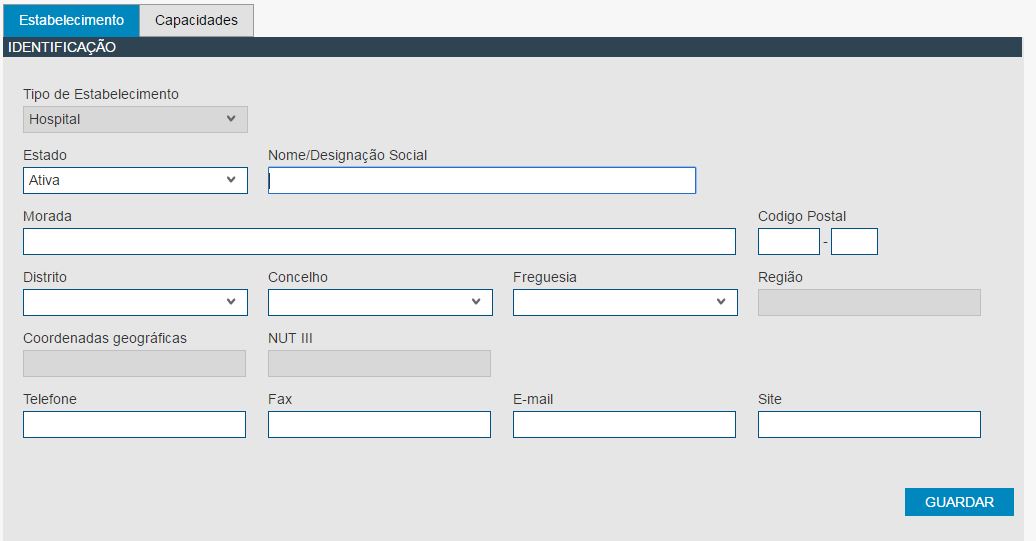 Estabelecimento Capacidades
IDENTIFICAÇÃO
Tipo de Estabelecimento
Hospital
Estado Nome/Designação Social
Ativa
Morada Codigo Postal
-
Distrito Concelho Freguesia Região
Coordenadas geográficas NUT III
Telefone Fax E-mail Site
GUARDAR